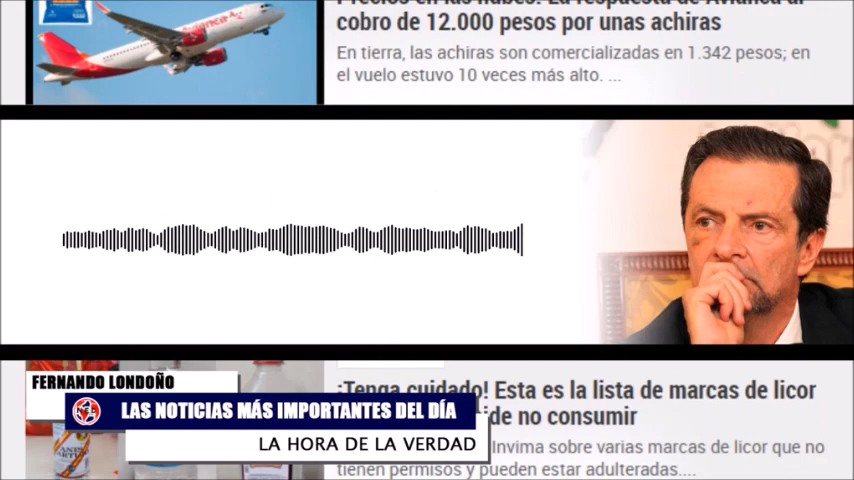 Precios en las nubes: La respuesta de Avianca al
cobro de 12.000 pesos por unas achiras
En tierra, las achiras son comercializadas en 1.342 pesos; en
el vuelo estuvo 10 veces más alto. ...
FERNANDO LONDOÑO
LAS NOTICIAS MÁS IMPORTANTES DEL DÍA
LA HORA DE LA VERDAD
¡Tenga cuidado! Esta es la lista de marcas de licor
de no consumir
Invima sobre varias marcas de licor que no
tienen permisos y pueden estar adulteradas....